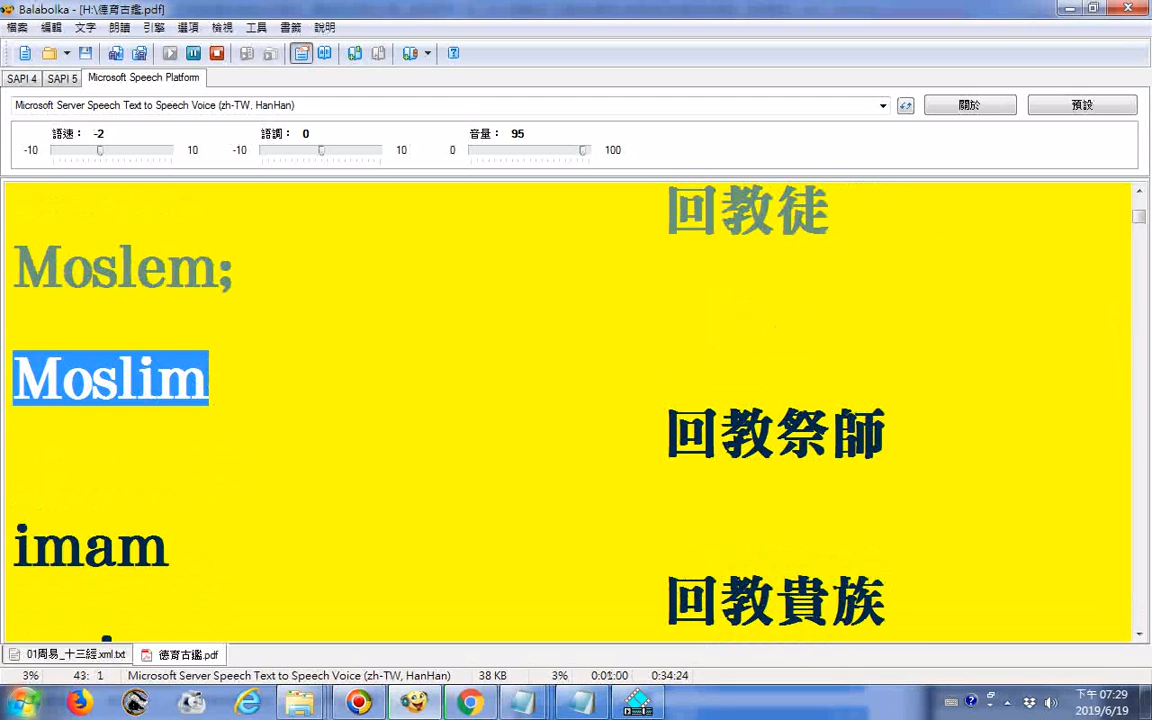 Balabolka - [H:\德育古鑑.pdf]
檔案 編輯 文字 朗讀 引擎 選項 檢視 工具 書籤 說明
SAPI 4 SAPI 5 Microsoft Speech Platform
Microsoft Server Speech Text to Speech Voice (zh-TW, HanHan) 關於 預設
語速： -2 語調： 0 音量： 95
-10 10 -10 10 0 100
回教徒
Moslem;
Moslim
回教祭師
imam
回教貴族
01周易_十三經.xml.txt 德育古鑑.pdf
3% 43: 1 Microsoft Server Speech Text to Speech Voice (zh-TW, HanHan) 38 KB 3% 0:01:00 0:34:24
下午 07:29
2019/6/19